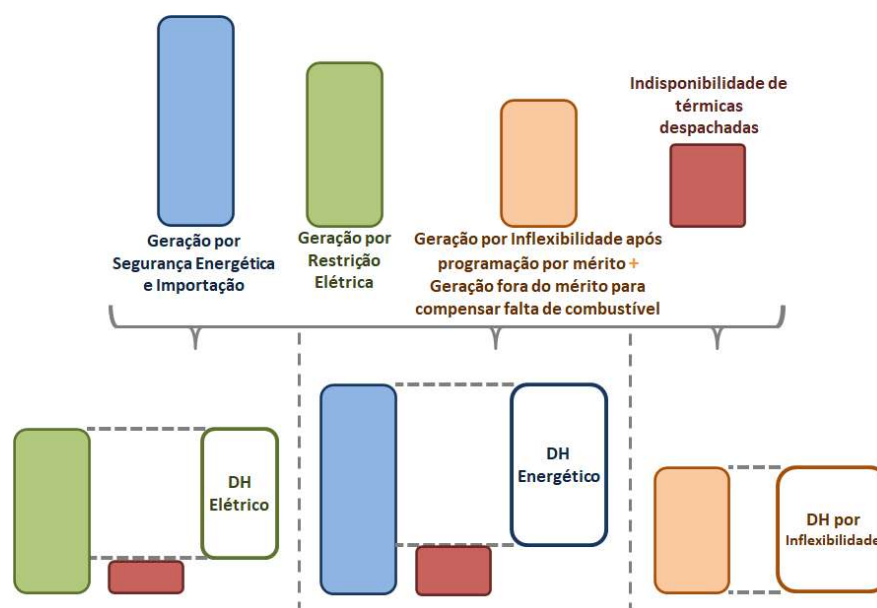 Indisponibilidade de
térmicas
despachadas
Geração por
Segurança Energética
e Importação
Geração por
Restrição
Elétrica
Geração por Inflexibilidade após
programação por mérito +
Geração fora do mérito para
compensar falta de combustível
DH
Elétrico
DH
Energético
DH por
Inflexibilidade